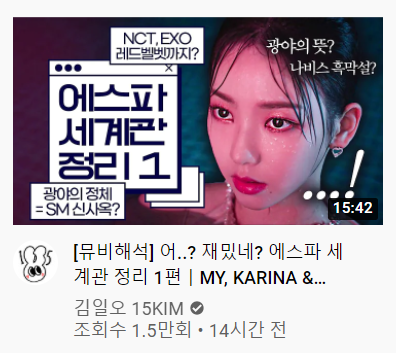 NCT, EXO
레드벨벳까지?
광야의 뜻?
나비스 흑막설?
에스파
세계관
정리 1
광야의 정체
= SM 신사옥?
...!
15:42
[뮤비해석] 어..? 재밌네? 에스파 세
계관 정리 1편 | MY, KARINA &...
김일오 15KIM
조회수 1.5만회 • 14시간 전